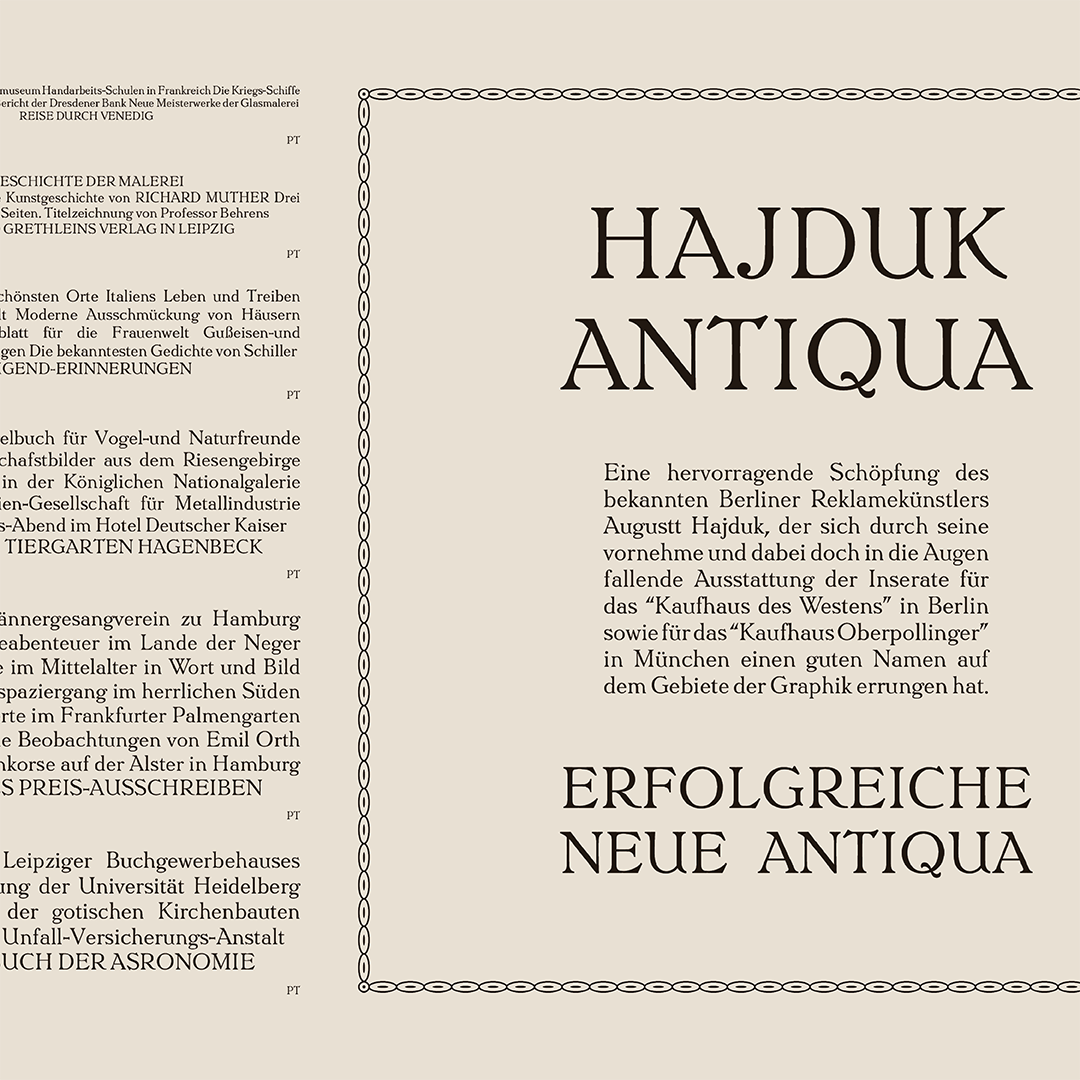 museum Handarbeits-Schulen in Frankreich Die Kriegs-Schiffe
ericht der Dresdener Bank Neue Meisterwerke der Glasmalerei
REISE DURCH VENEDIG
PT
ESCHICHTE DER MALEREI
Kunstgeschichte von RICHARD MUTHER Drei
Seiten. Titelzeichnung von Professor Behrens
GRETHLEINS VERLAG IN LEIPZIG
PT
chönsten Orte Italiens Leben und Treiben
lt Moderne Ausschmückung von Häusern
blatt für die Frauenwelt Gußeisen-und
gen Die bekanntesten Gedichte von Schiller
GEND-ERINNERUNGEN
PT
elbuch für Vogel-und Naturfreunde
chafstbilder aus dem Riesengebirge
in der Königlichen Nationalgalerie
ien-Gesellschaft für Metallindustrie
s-Abend im Hotel Deutscher Kaiser
TIERGARTEN HAGENBECK
PT
ännergesangverein zu Hamburg
eabenteuer im Lande der Neger
e im Mittelalter in Wort und Bild
spaziergang im herrlichen Süden
rte im Frankfurter Palmengarten
e Beobachtungen von Emil Orth
nkorse auf der Alster in Hamburg
S PREIS-AUSSCHREIBEN
PT
Leipziger Buchgewerbehauses
ung der Universität Heidelberg
der gotischen Kirchenbauten
Unfall-Versicherungs-Anstalt
UCH DER ASRONOMIE
PT
HAJDUK
ANTIQUA
Eine hervorragende Schöpfung des
bekannten Berliner Reklamekünstlers
Augustt Hajduk, der sich durch seine
vornehme und dabei doch in die Augen
fallende Ausstattung der Inserate für
das “Kaufhaus des Westens” in Berlin
sowie für das “Kaufhaus Oberpollinger”
in München einen guten Namen auf
dem Gebiete der Graphik errungen hat.
ERFOLGREICHE
NEUE ANTIQUA